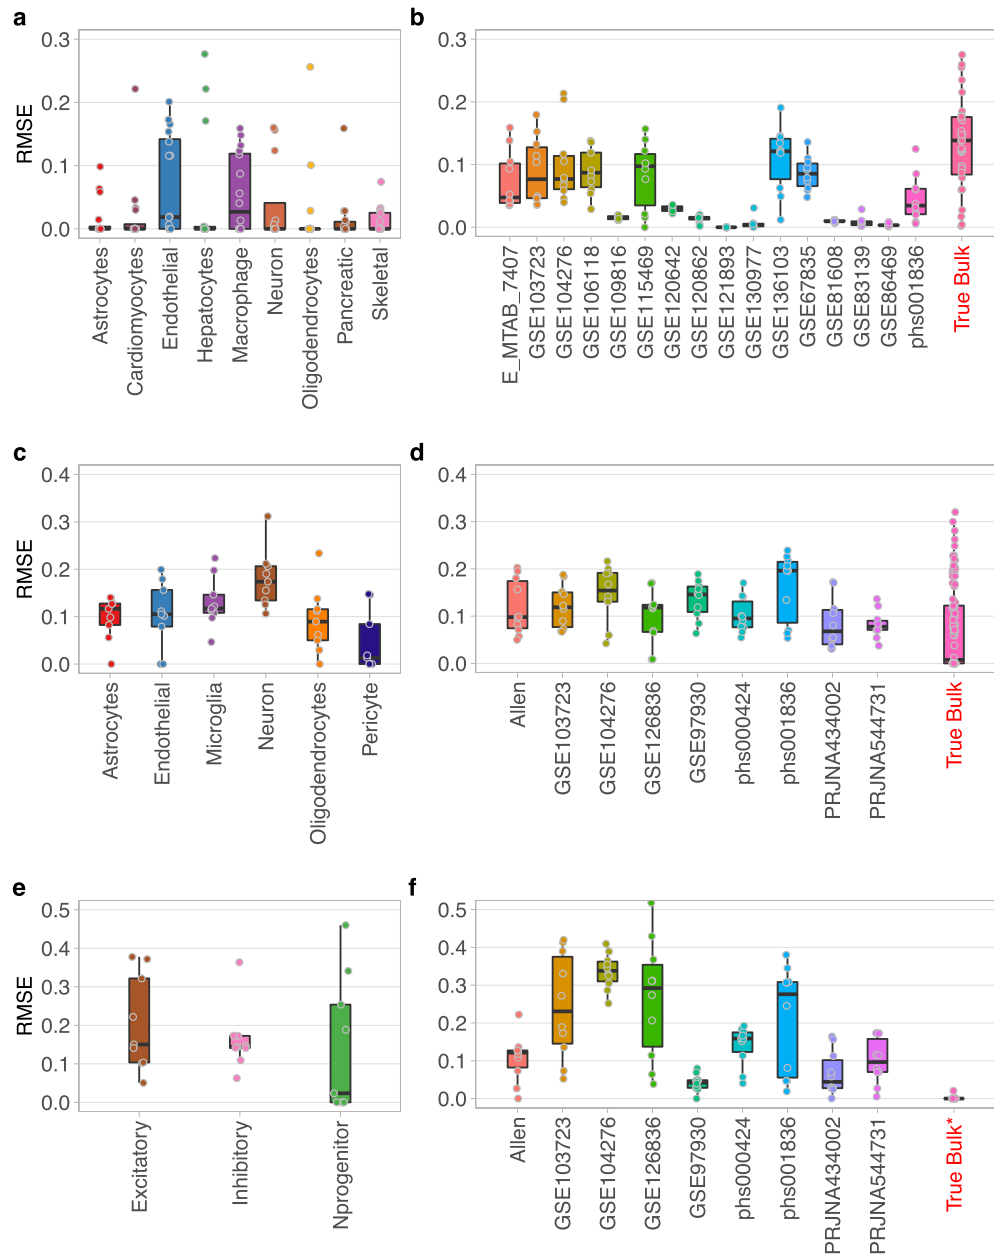 a
RMSE
0.3
0.2
0.1
0.0
Astrocytes
Cardiomyocytes
Endothelial
Hepatocytes
Macrophage
Neuron
Oligodendrocytes
Pancreatic
Skeletal
b
0.3
0.2
0.1
0.0
E_MTAB_7407
GSE103723
GSE104276
GSE106118
GSE109816
GSE115469
GSE120642
GSE120862
GSE121893
GSE130977
GSE136103
GSE67835
GSE81608
GSE83139
GSE86469
phs001836
True Bulk
c
RMSE
0.4
0.3
0.2
0.1
0.0
Astrocytes
Endothelial
Microglia
Neuron
Oligodendrocytes
Pericyte
d
0.4
0.3
0.2
0.1
0.0
Allen
GSE103723
GSE104276
GSE126836
GSE97930
phs000424
phs001836
PRJNA434002
PRJNA544731
True Bulk
e
RMSE
0.5
0.4
0.3
0.2
0.1
0.0
Excitatory
Inhibitory
Nprogenitor
f
0.5
0.4
0.3
0.2
0.1
0.0
Allen
GSE103723
GSE104276
GSE126836
GSE97930
phs000424
phs001836
PRJNA434002
PRJNA544731
True Bulk*